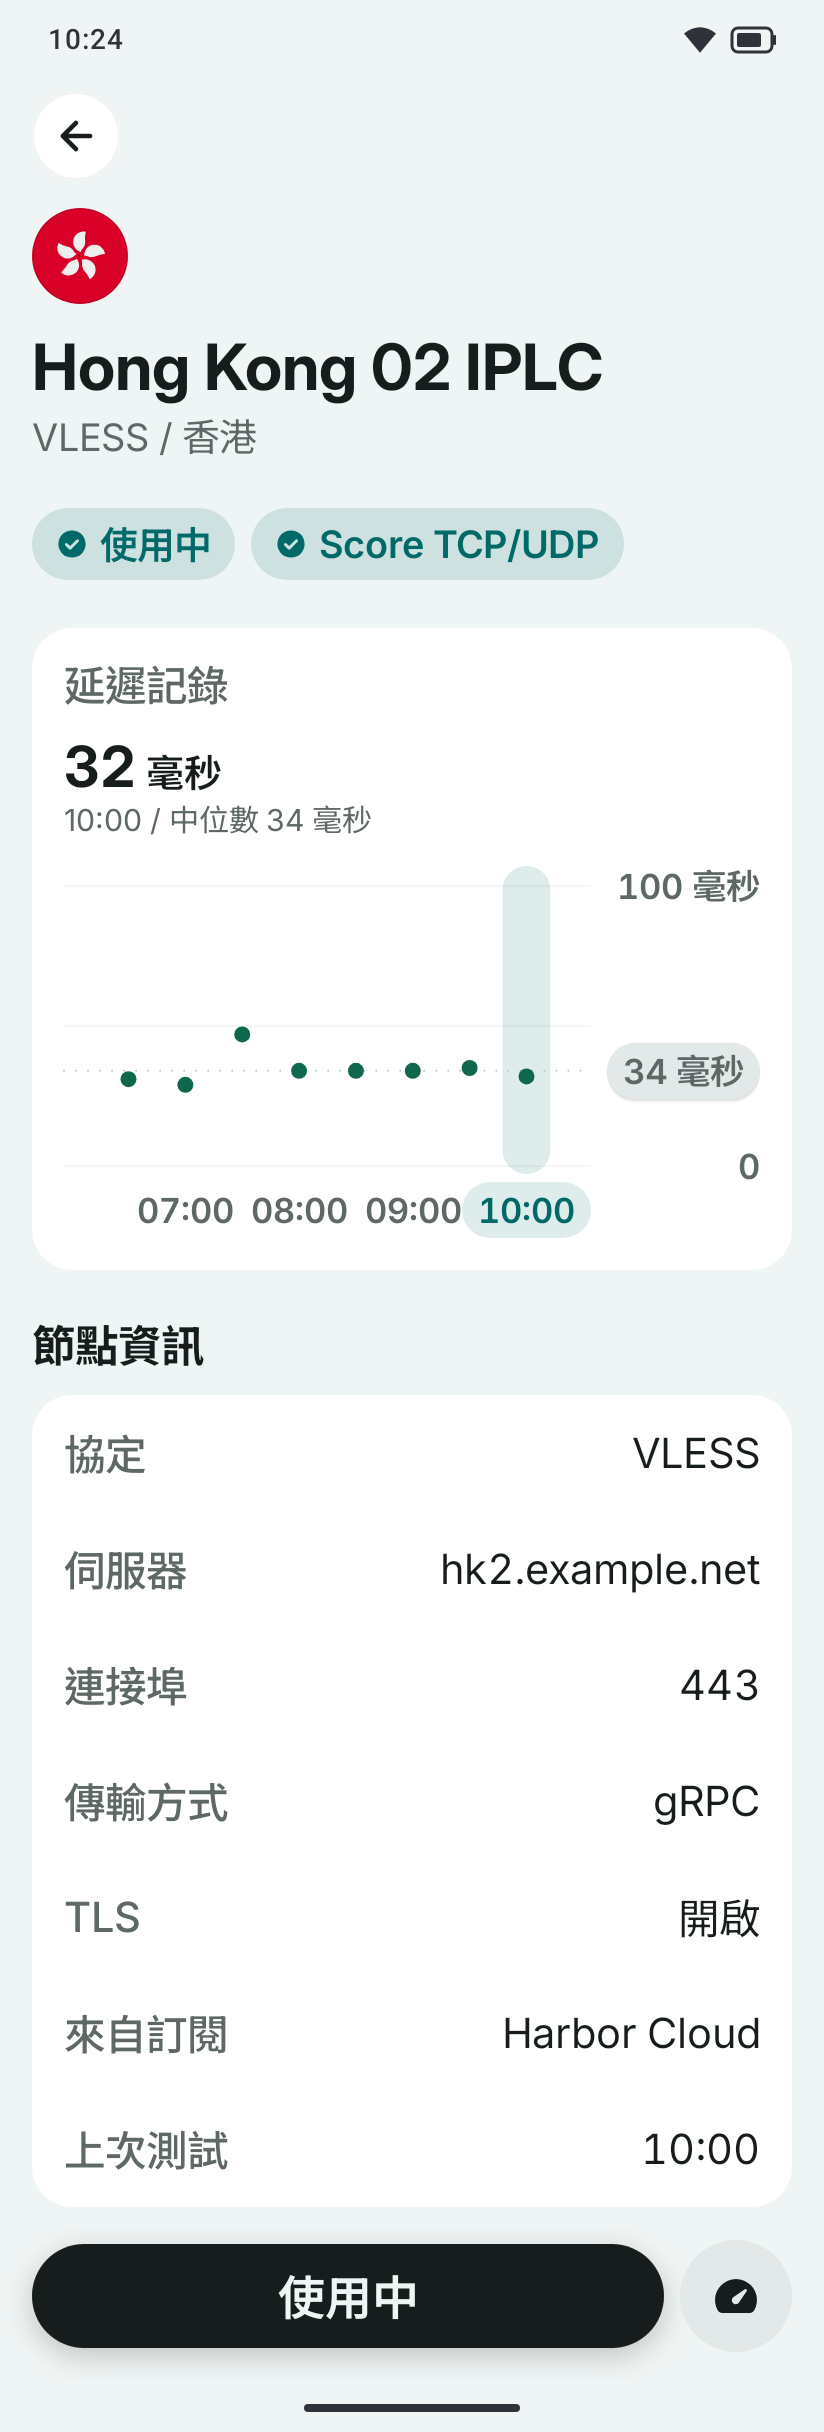 10:24
Hong Kong 02 IPLC
VLESS / 香港
使用中
Score TCP/UDP
延遲記錄
32 毫秒
10:00 / 中位數 34 毫秒
100 毫秒
34 毫秒
0
07:00 08:00 09:00 10:00
節點資訊
協定 VLESS
伺服器 hk2.example.net
連接埠 443
傳輸方式 gRPC
TLS 開啟
來自訂閱 Harbor Cloud
上次測試 10:00
使用中